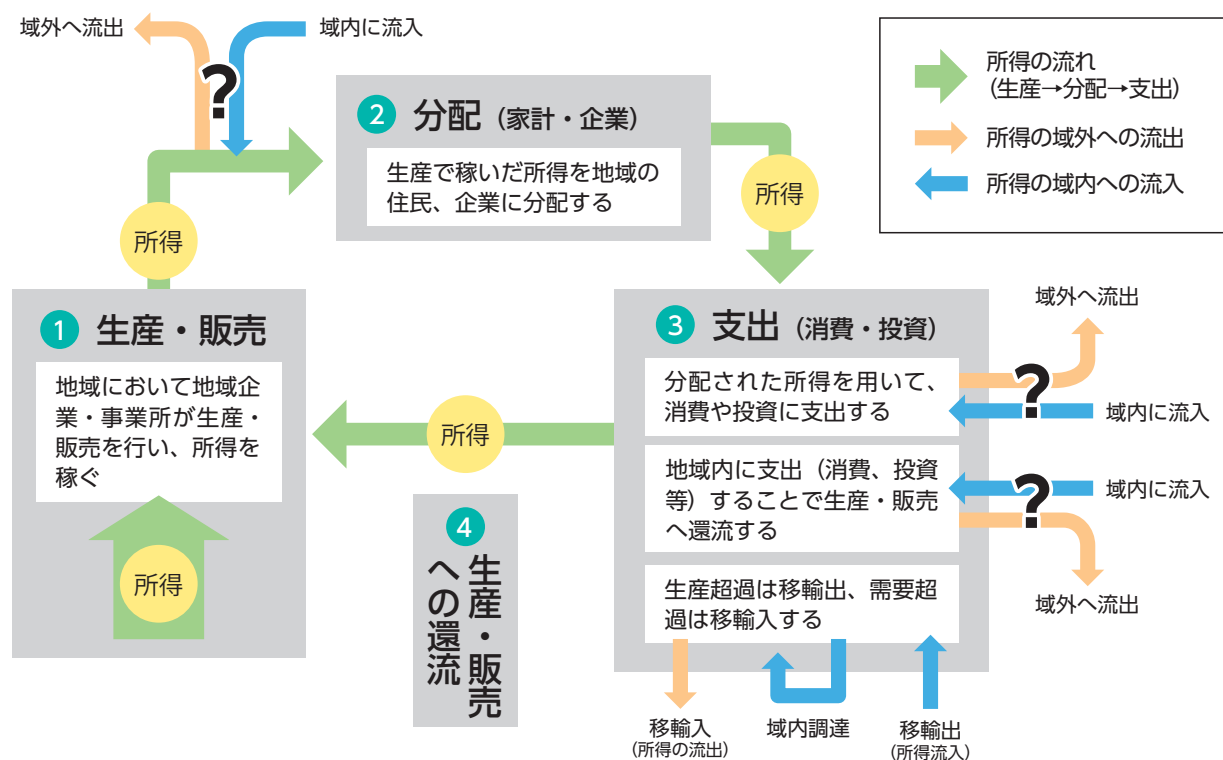 域外へ流出
域内に流入
?
所得の流れ
(生産→分配→支出)
所得の域外への流出
所得の域内への流入
2 分配 (家計・企業)
生産で稼いだ所得を地域の
住民、企業に分配する
所得
所得
1 生産・販売
地域において地域企
業・事業所が生産・
販売を行い、所得を
稼ぐ
所得
所得
4
生産・販売
への還流
3 支出 (消費・投資)
分配された所得を用いて、
消費や投資に支出する
域外へ流出
?
域内に流入
地域内に支出(消費、投資
等)することで生産・販売
へ還流する
域内に流入
?
域外へ流出
生産超過は移輸出、需要超
過は移輸入する
移輸入
(所得の流出)
域内調達
移輸出
(所得流入)